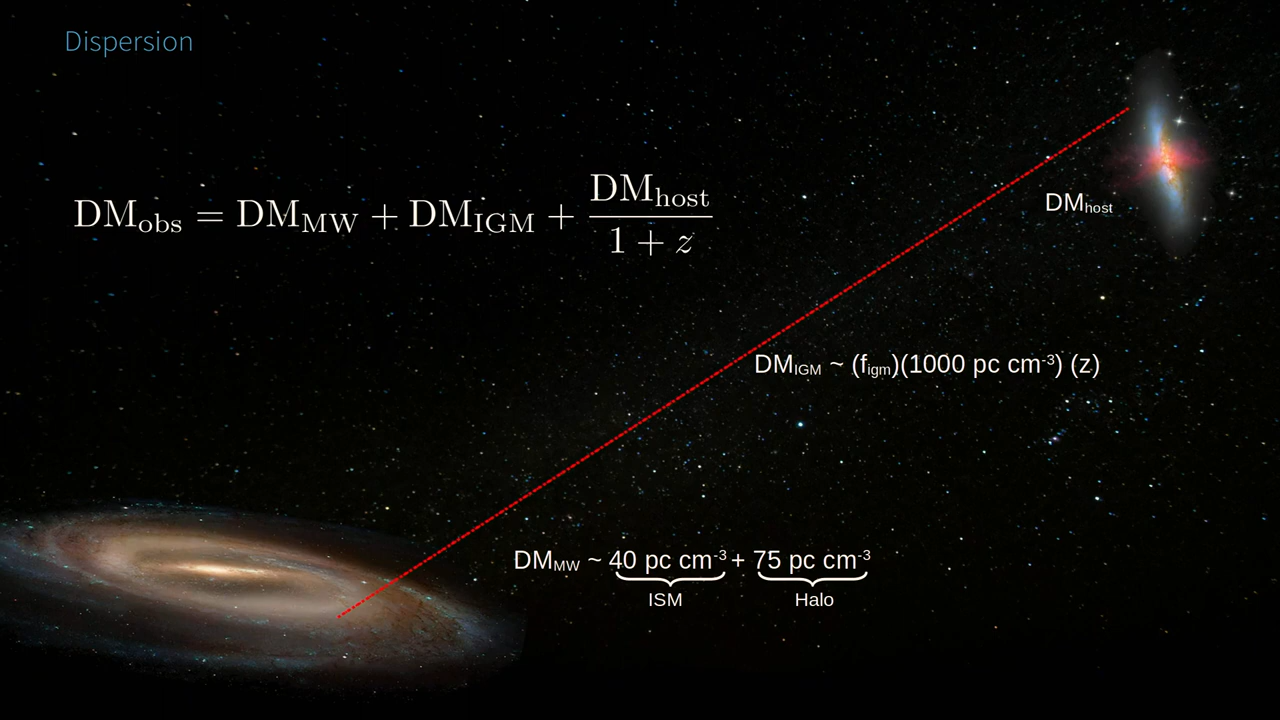 Dispersion
DM_obs = DM_MW + DM_IGM + DM_host / (1 + z)
DM_host
DM_IGM ~ (f_igm)(1000 pc cm^-3) (z)
DM_MW ~ 40 pc cm^-3 + 75 pc cm^-3
ISM Halo